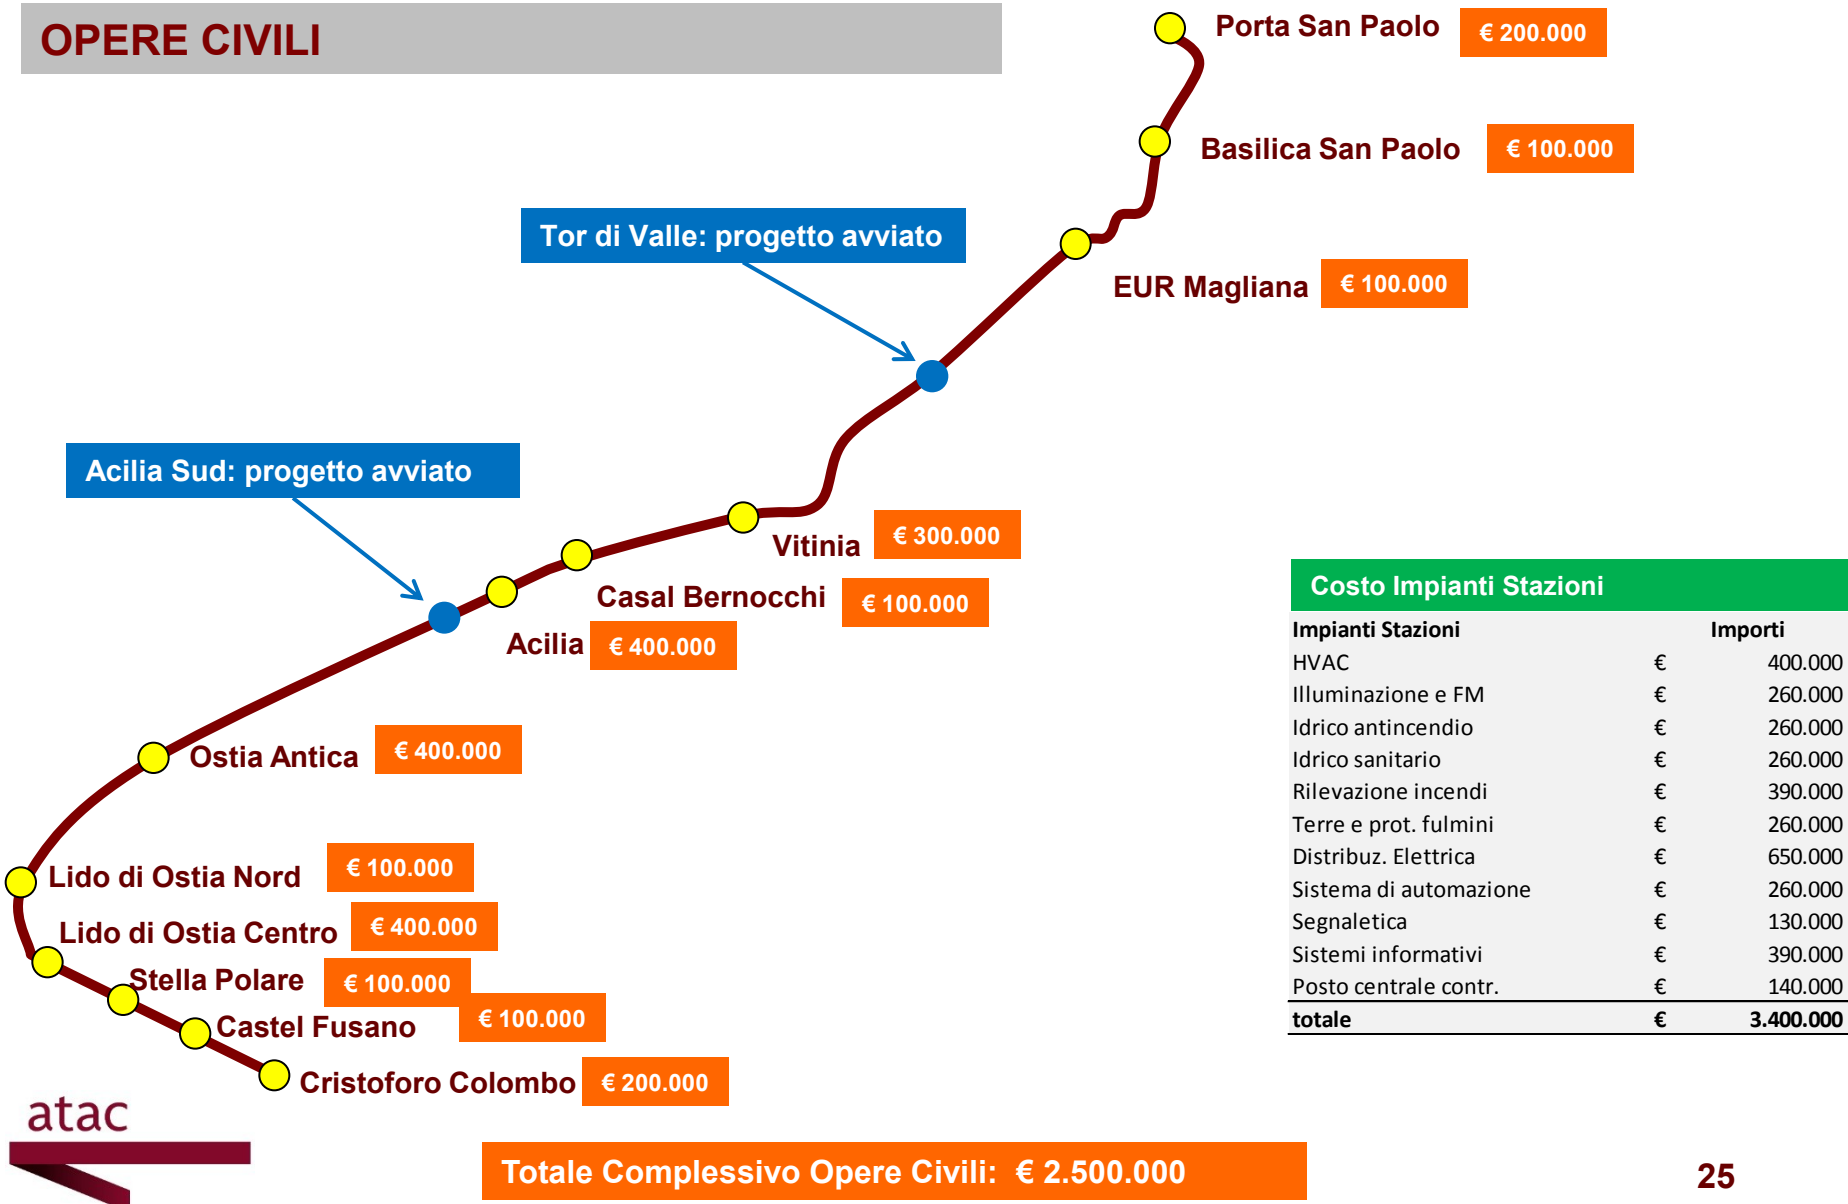 OPERE CIVILI
Porta San Paolo € 200.000
Basilica San Paolo € 100.000
Tor di Valle: progetto avviato
EUR Magliana € 100.000
Acilia Sud: progetto avviato
Vitinia € 300.000
Casal Bernocchi € 100.000
Acilia € 400.000
Ostia Antica € 400.000
Lido di Ostia Nord € 100.000
Lido di Ostia Centro € 400.000
Stella Polare € 100.000
Castel Fusano € 100.000
Cristoforo Colombo € 200.000
Costo Impianti Stazioni
Impianti Stazioni Importi
HVAC € 400.000
Illuminazione e FM € 260.000
Idrico antincendio € 260.000
Idrico sanitario € 260.000
Rilevazione incendi € 390.000
Terre e prot. fulmini € 260.000
Distribuz. Elettrica € 650.000
Sistema di automazione € 260.000
Segnaletica € 130.000
Sistemi informativi € 390.000
Posto centrale contr. € 140.000
totale € 3.400.000
atac
Totale Complessivo Opere Civili: € 2.500.000
25